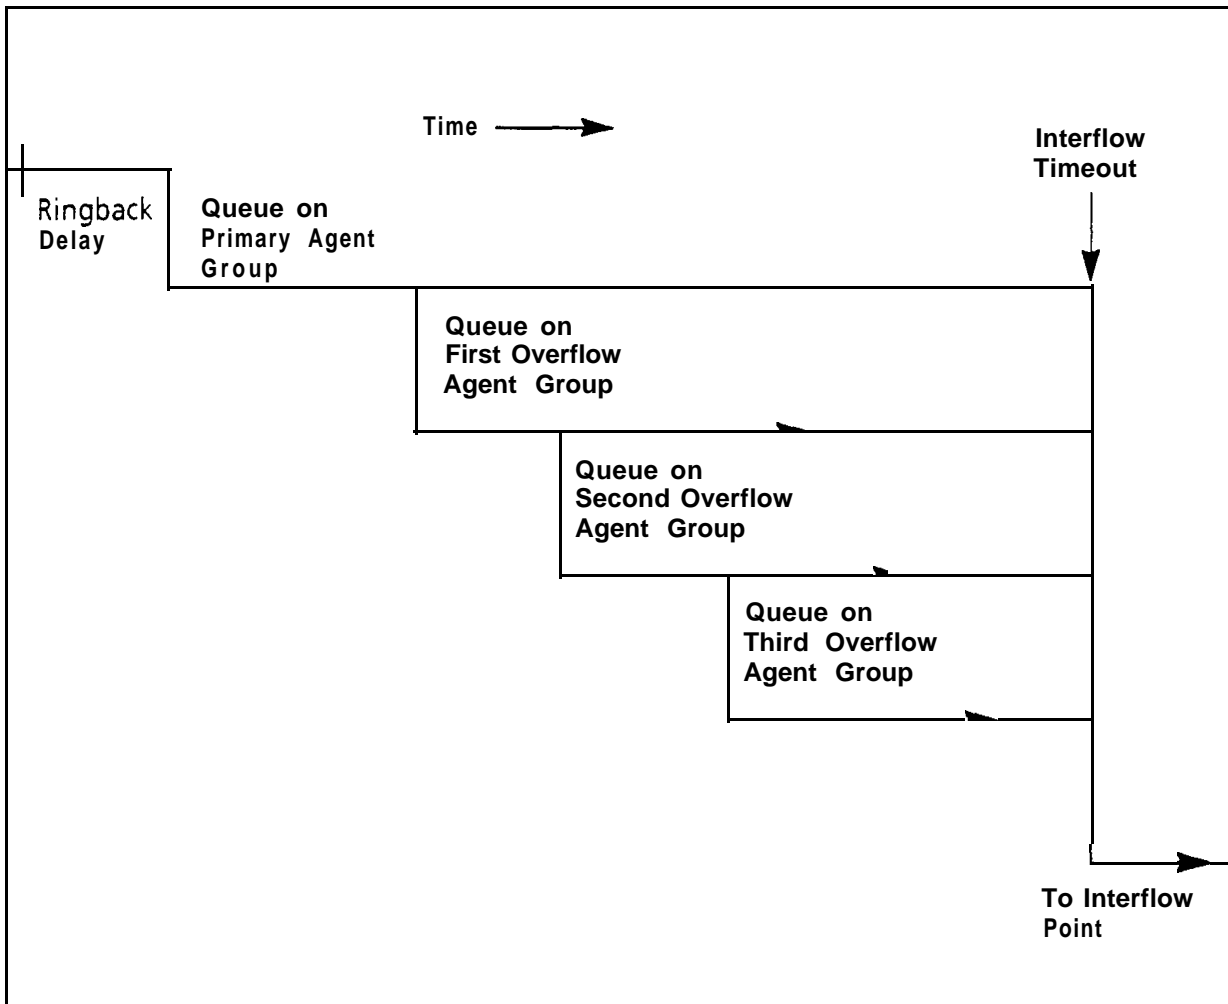 Time
Interflow
Timeout
Ringback
Delay
Queue on
Primary Agent
Group
Queue on
First Overflow
Agent Group
Queue on
Second Overflow
Agent Group
Queue on
Third Overflow
Agent Group
To Interflow
Point